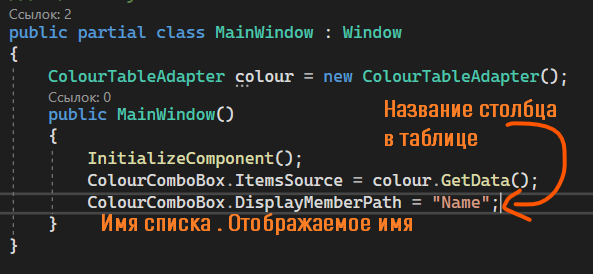 Ссылок: 2
public partial class MainWindow : Window
{
ColourTableAdapter colour = new ColourTableAdapter();
Ссылок: 0
public MainWindow()
Название столбца
в таблице
{
InitializeComponent();
ColourComboBox.ItemsSource = colour.GetData();
ColourComboBox.DisplayMemberPath = "Name";
}
Имя списка . Отображаемое имя
}